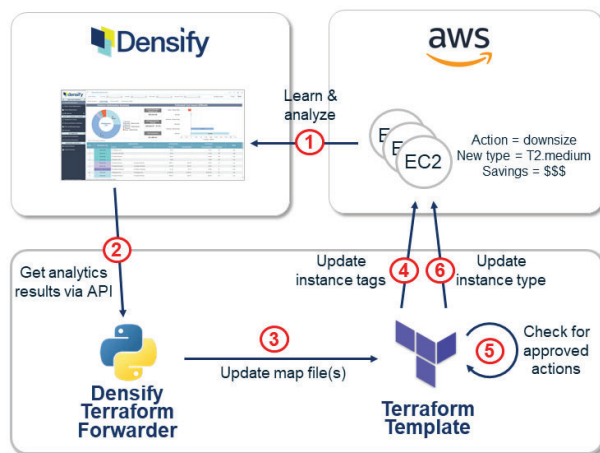 Densify
aws
densify
Learn &
analyze
1
E
E
EC2
Action = downsize
New type = T2.medium
Savings = $$$
2
Get analytics
results via API
Update
instance tags
4
6
Update
instance type
3
Update map file(s)
5
Check for
approved
actions
Densify
Terraform
Forwarder
Terraform
Template